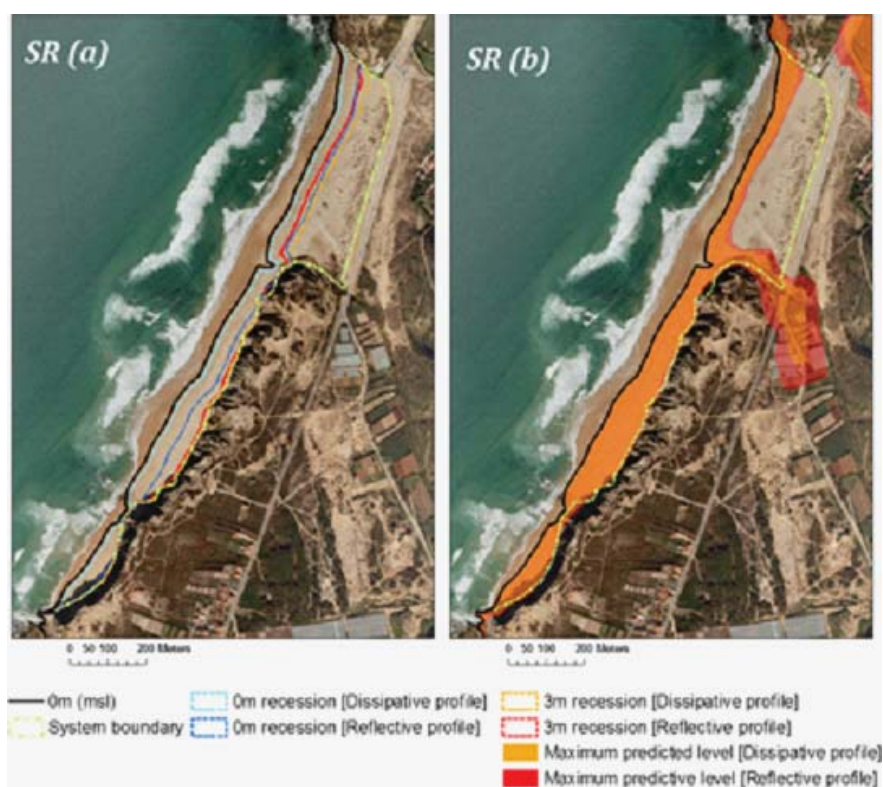 SR (a)
SR (b)
0 50 100 200 Meters
0 50 100 200 Meters
0m (msl)
System boundary
0m recession [Dissipative profile]
0m recession [Reflective profile]
3m recession [Dissipative profile]
3m recession [Reflective profile]
Maximum predicted level [Dissipative profile]
Maximum predictive level [Reflective profile]